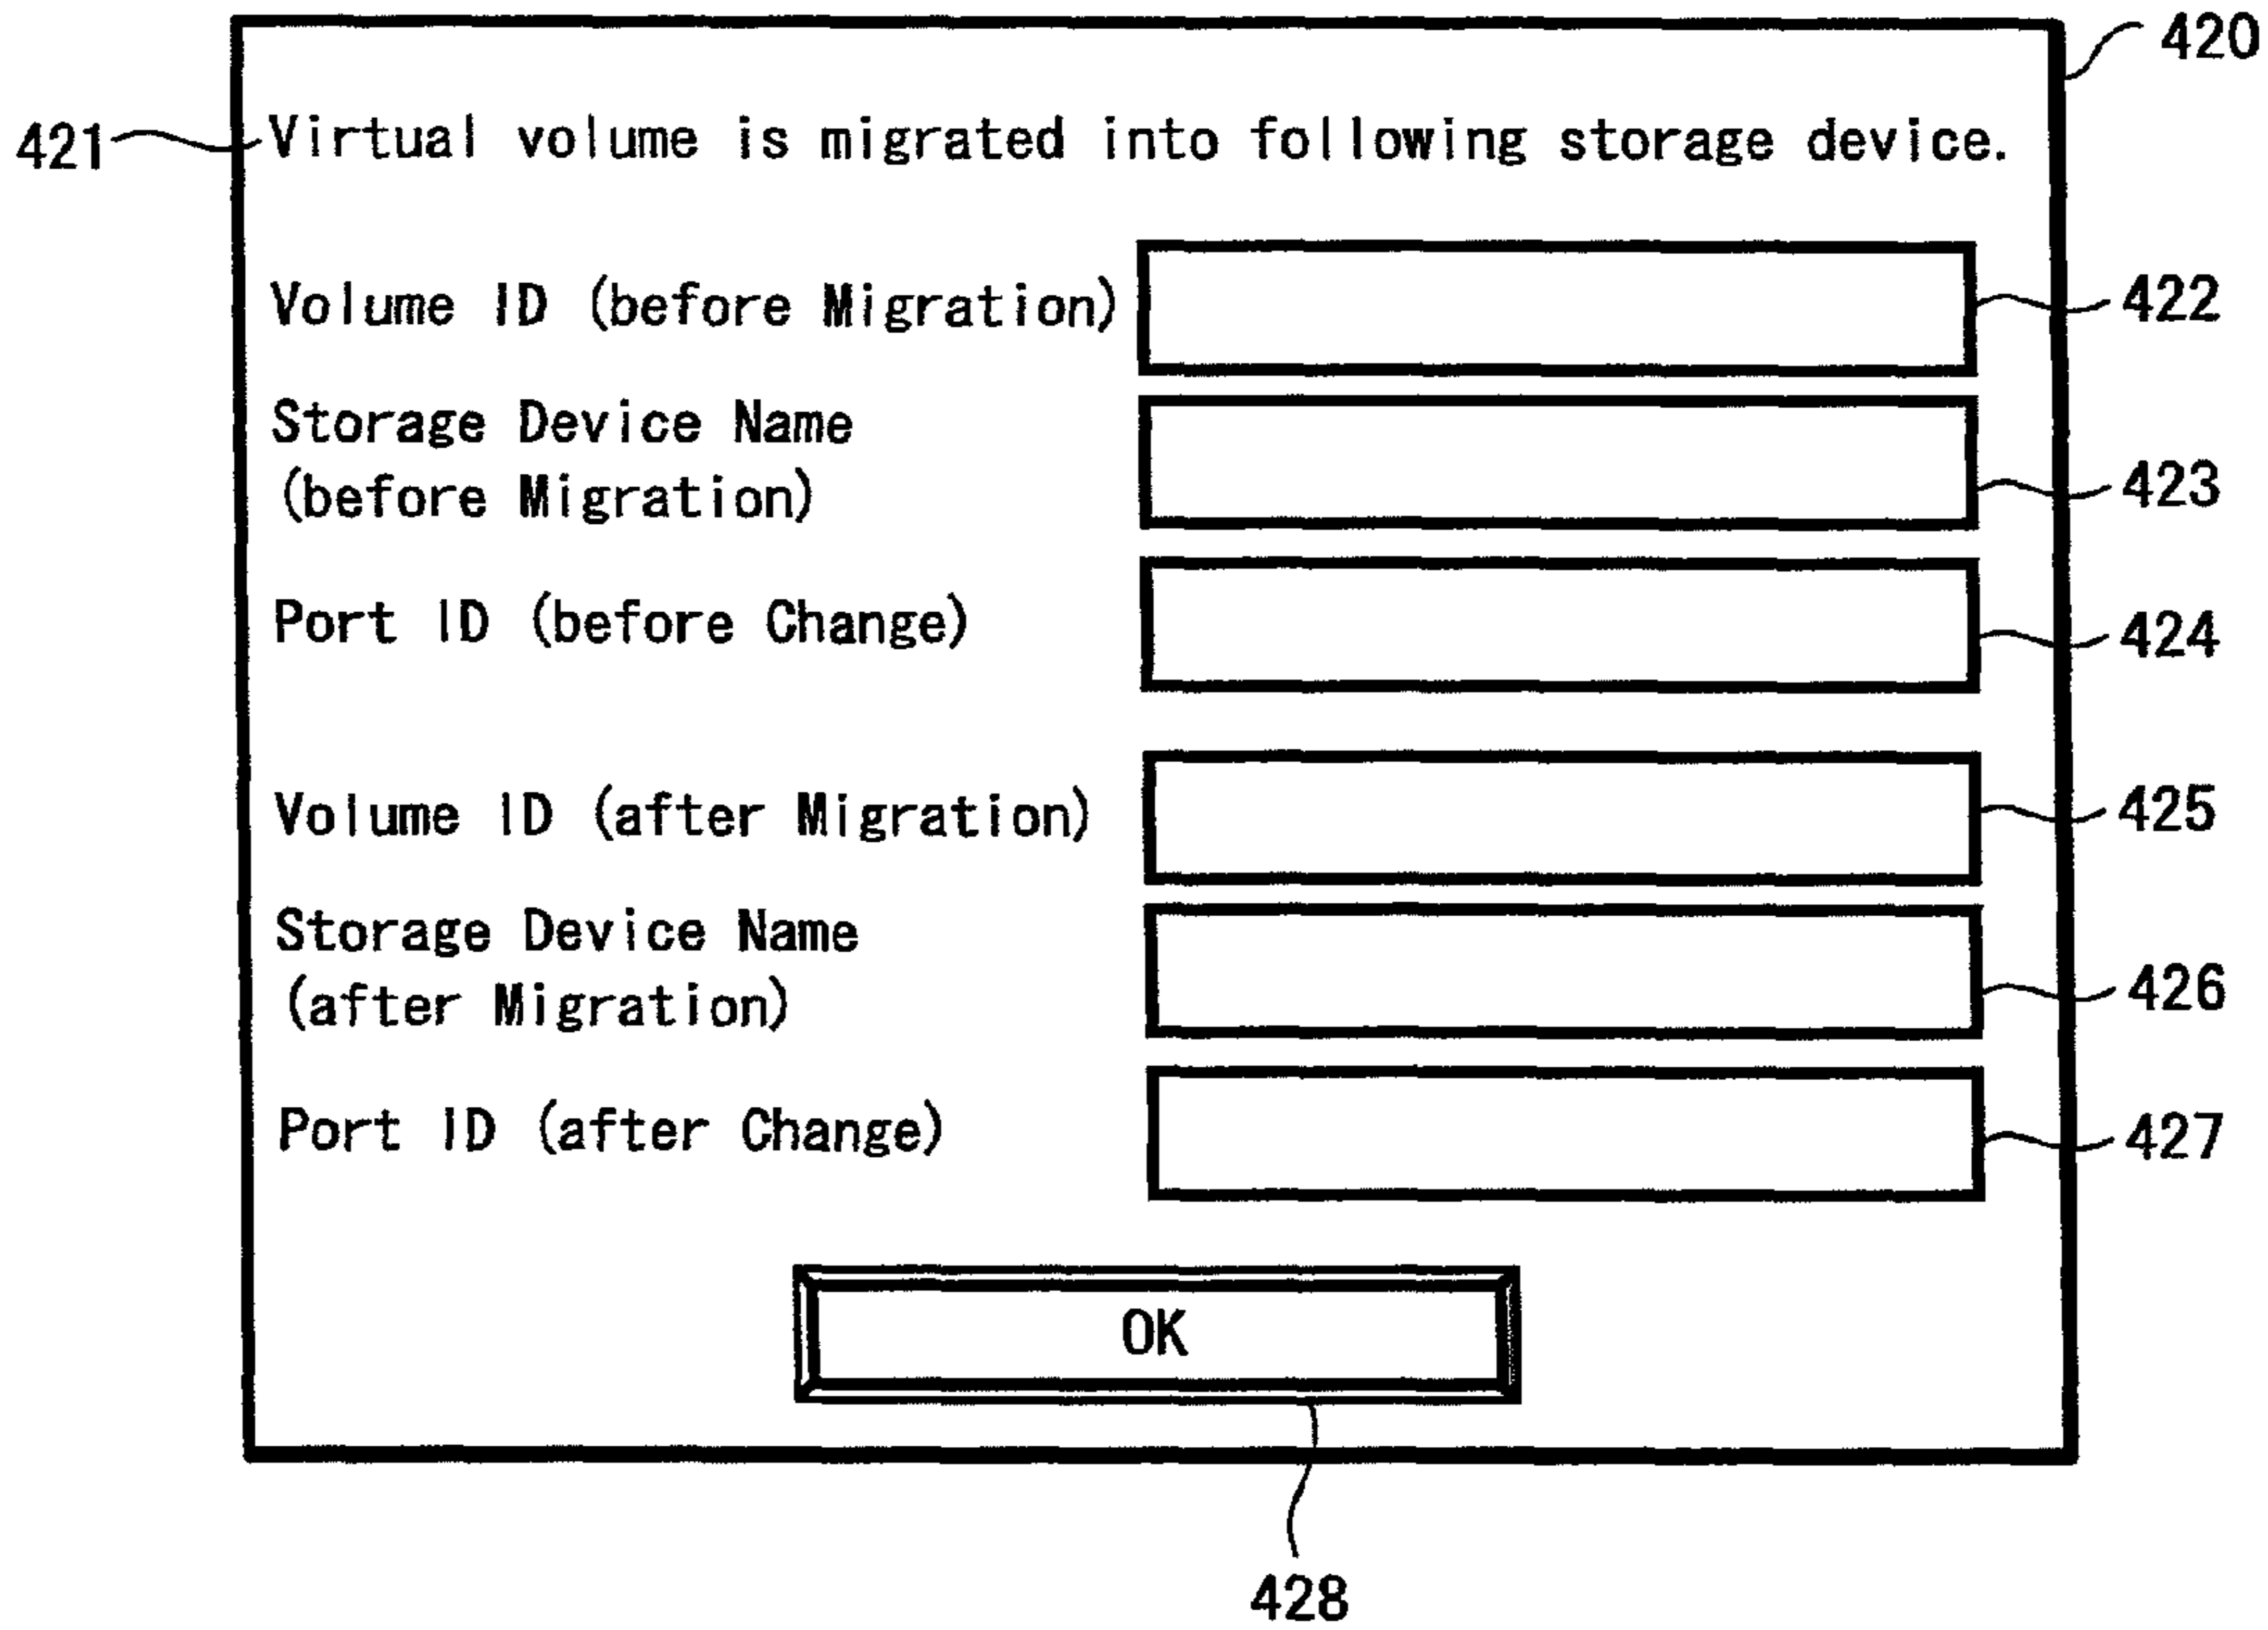 420
421 Virtual volume is migrated into following storage device.
Volume ID (before Migration) 422
Storage Device Name
(before Migration) 423
Port ID (before Change) 424
Volume ID (after Migration) 425
Storage Device Name
(after Migration) 426
Port ID (after Change) 427
OK
428